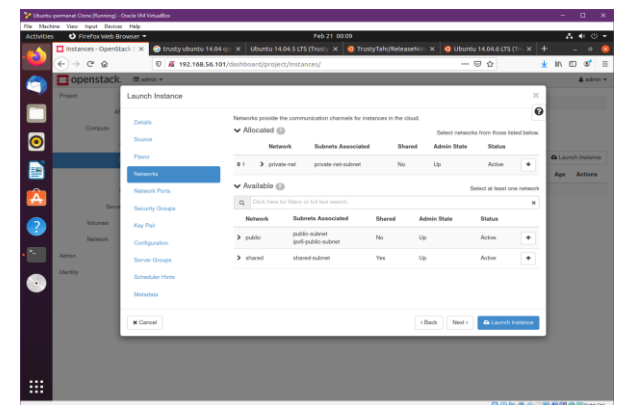 Ubuntu permanet Clone [Running] - Oracle VM VirtualBox
File Machine View Input Devices Help
Activities Firefox Web Browser Feb 21 00:09
Instances - OpenStack trusty ubuntu 14.04 Ubuntu 14.04.5 LTS (Trusty TrustyTahr/ReleaseNot Ubuntu 14.04.6 LTS (Tr
192.168.56.101/dashboard/project/instances/
openstack. admin admin
Project
Compute
Volumes
Network
Admin
Identity
Launch Instance
Details
Source
Flavor
Networks
Network Ports
Security Groups
Key Pair
Configuration
Server Groups
Scheduler Hints
Metadata
Networks provide the communication channels for instances in the cloud.
Allocated 1 Select networks from those listed below.
Network Subnets Associated Shared Admin State Status
1 private-net private-net-subnet No Up Active
Available 2 Select at least one network
Click here for filters or full text search.
Network Subnets Associated Shared Admin State Status
public public-subnet No Up Active
ipv6-public-subnet
shared shared-subnet Yes Up Active
Cancel Back Next Launch Instance
Launch Instance
Age Actions